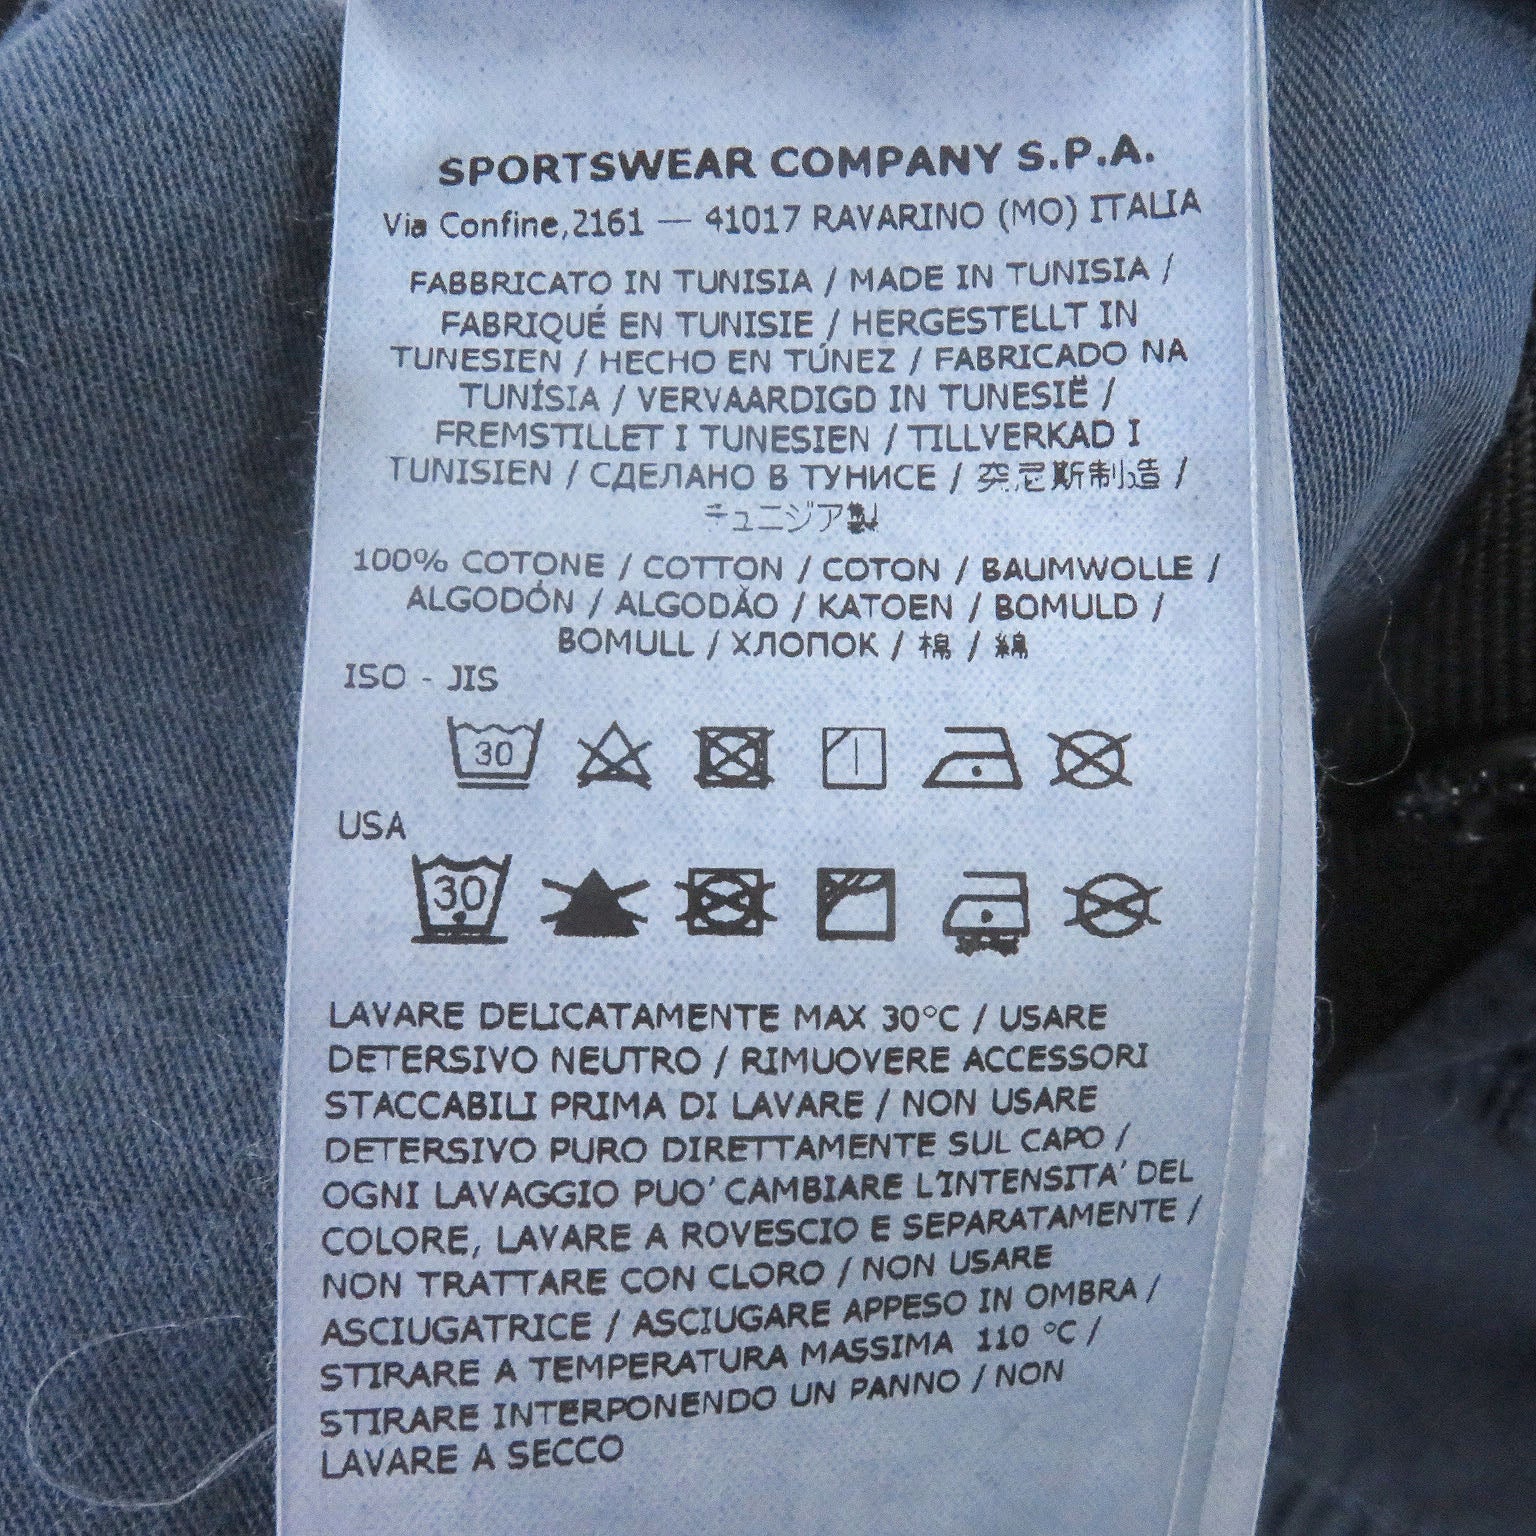 SPORTSWEAR COMPANY S.P.A.
Via Confine,2161 — 41017 RAVARINO (MO) ITALIA
FABBRICATO IN TUNISIA / MADE IN TUNISIA /
FABRIQUÉ EN TUNISIE / HERGESTELLT IN
TUNESIEN / HECHO EN TÚNEZ / FABRICADO NA
TUNÍSIA / VERVAARDIGD IN TUNESIË /
FREMSTILLET I TUNESIEN / TILLVERKAD I
TUNISIEN / СДЕЛАНО В ТУНИСЕ / 突尼斯制造 /
チュニジア製
100% COTONE / COTTON / COTON / BAUMWOLLE /
ALGODÓN / ALGODÃO / KATOEN / BOMULD /
BOMULL / ХЛОПОК / 棉 / 綿
ISO - JIS
30
USA
30
LAVARE DELICATAMENTE MAX 30°C / USARE
DETERSIVO NEUTRO / RIMUOVERE ACCESSORI
STACCABILI PRIMA DI LAVARE / NON USARE
DETERSIVO PURO DIRETTAMENTE SUL CAPO /
OGNI LAVAGGIO PUO' CAMBIARE L'INTENSITA' DEL
COLORE, LAVARE A ROVESCIO E SEPARATAMENTE /
NON TRATTARE CON CLORO / NON USARE
ASCIUGATRICE / ASCIUGARE APPESO IN OMBRA /
STIRARE A TEMPERATURA MASSIMA 110 °C /
STIRARE INTERPONENDO UN PANNO / NON
LAVARE A SECCO